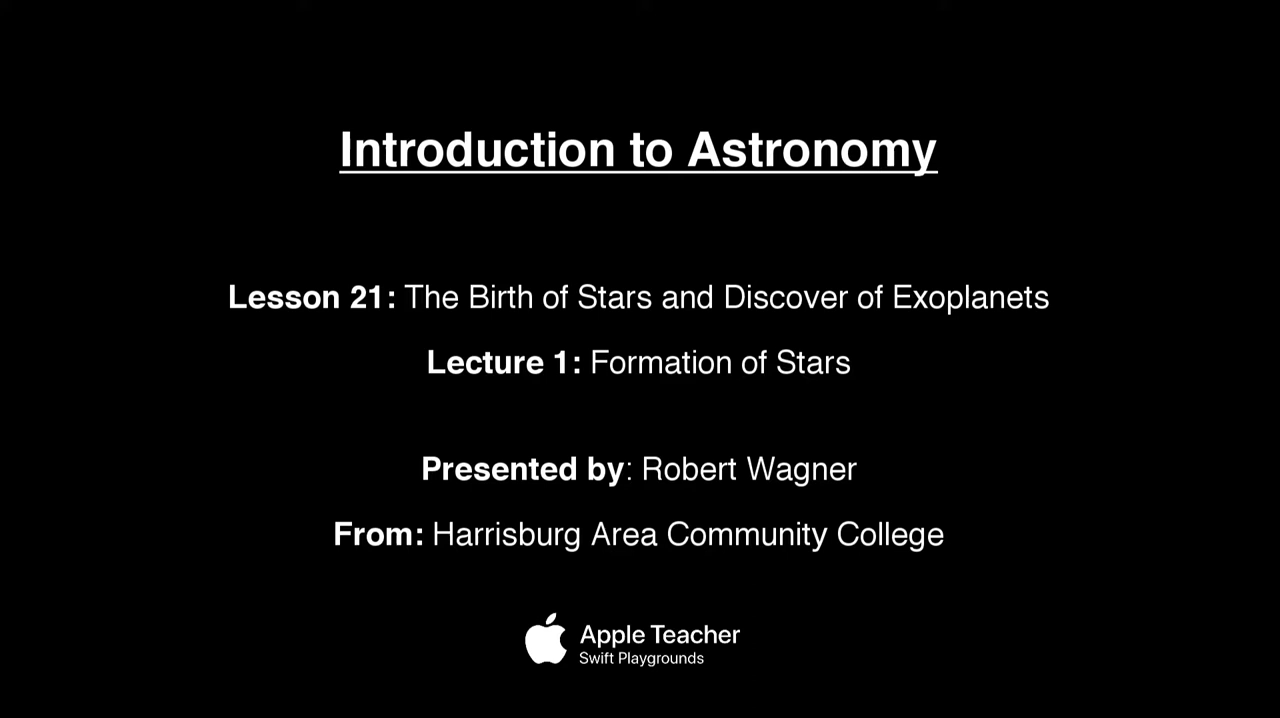 Introduction to Astronomy
Lesson 21: The Birth of Stars and Discover of Exoplanets
Lecture 1: Formation of Stars
Presented by: Robert Wagner
From: Harrisburg Area Community College
Apple Teacher
Swift Playgrounds